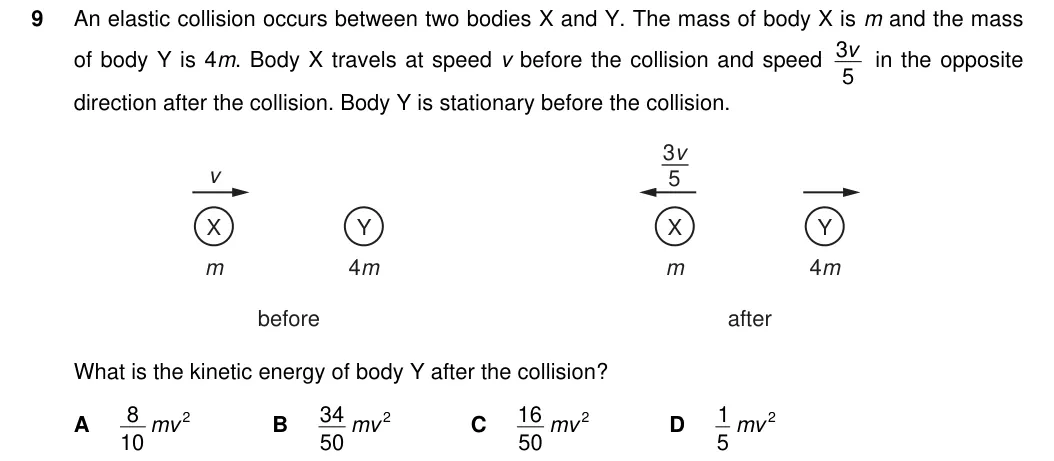 9 An elastic collision occurs between two bodies X and Y. The mass of body X is m and the mass
of body Y is 4m. Body X travels at speed v before the collision and speed 3v/5 in the opposite
direction after the collision. Body Y is stationary before the collision.
3v/5
v
X Y X Y
m 4m m 4m
before after
What is the kinetic energy of body Y after the collision?
A 8/10 mv² B 34/50 mv² C 16/50 mv² D 1/5 mv²